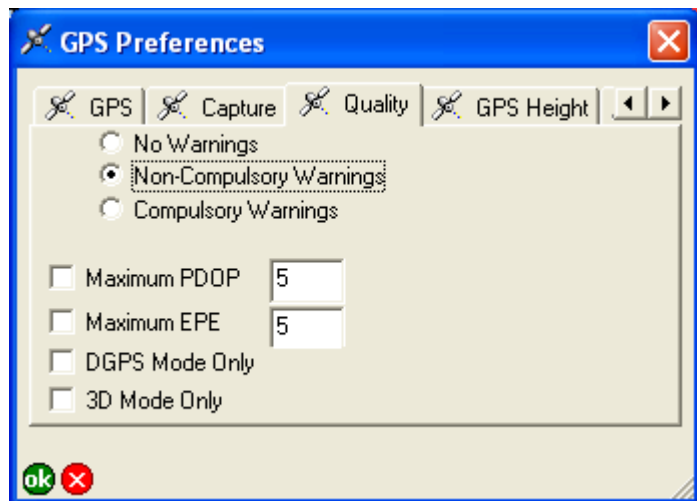 GPS Preferences
GPS Capture Quality GPS Height
No Warnings
Non-Compulsory Warnings
Compulsory Warnings
Maximum PDOP 5
Maximum EPE 5
DGPS Mode Only
3D Mode Only
ok